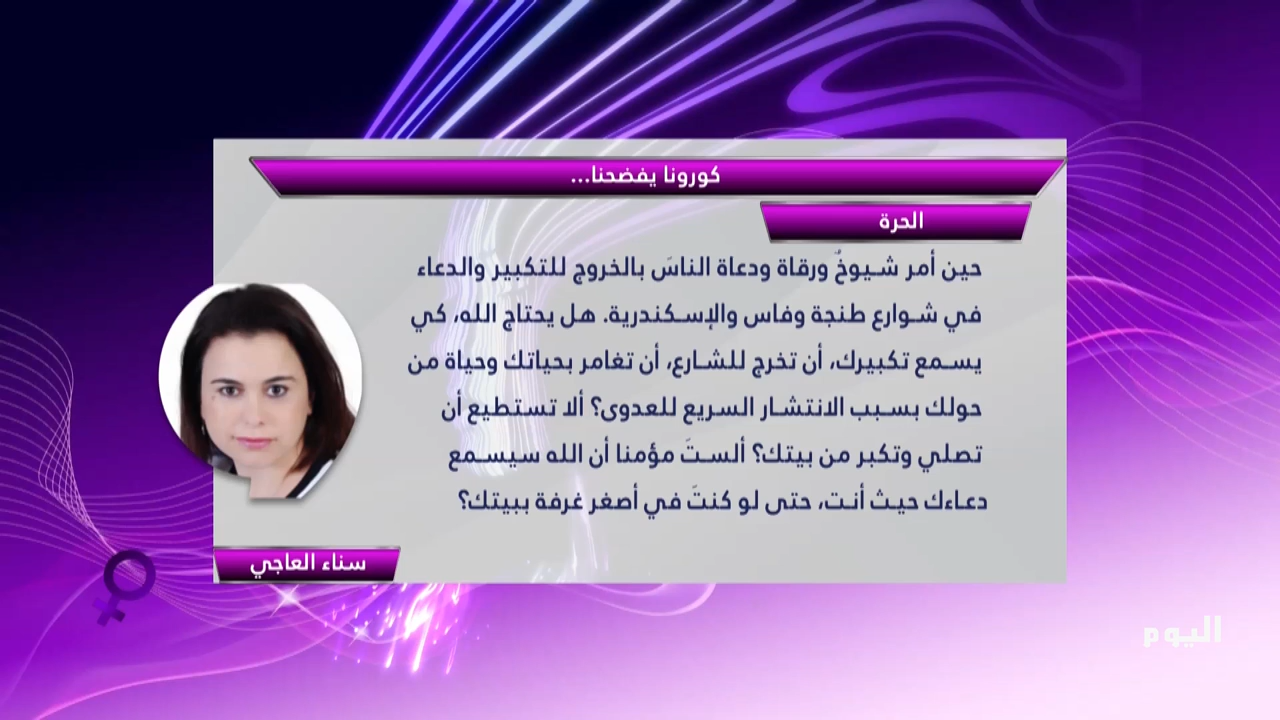 كورونا يفضحنا...
الحرة
حين أمر شيوخٌ ورقاة ودعاة الناسَ بالخروج للتكبير والدعاء
في شوارع طنجة وفاس والإسكندرية. هل يحتاج الله، كي
يسمع تكبيرك، أن تخرج للشارع، أن تغامر بحياتك وحياة من
حولك بسبب الانتشار السريع للعدوى؟ ألا تستطيع أن
تصلي وتكبر من بيتك؟ ألستَ مؤمنا أن الله سيسمع
دعاءك حيث أنت، حتى لو كنتَ في أصغر غرفة ببيتك؟
سناء العاجي
اليوم